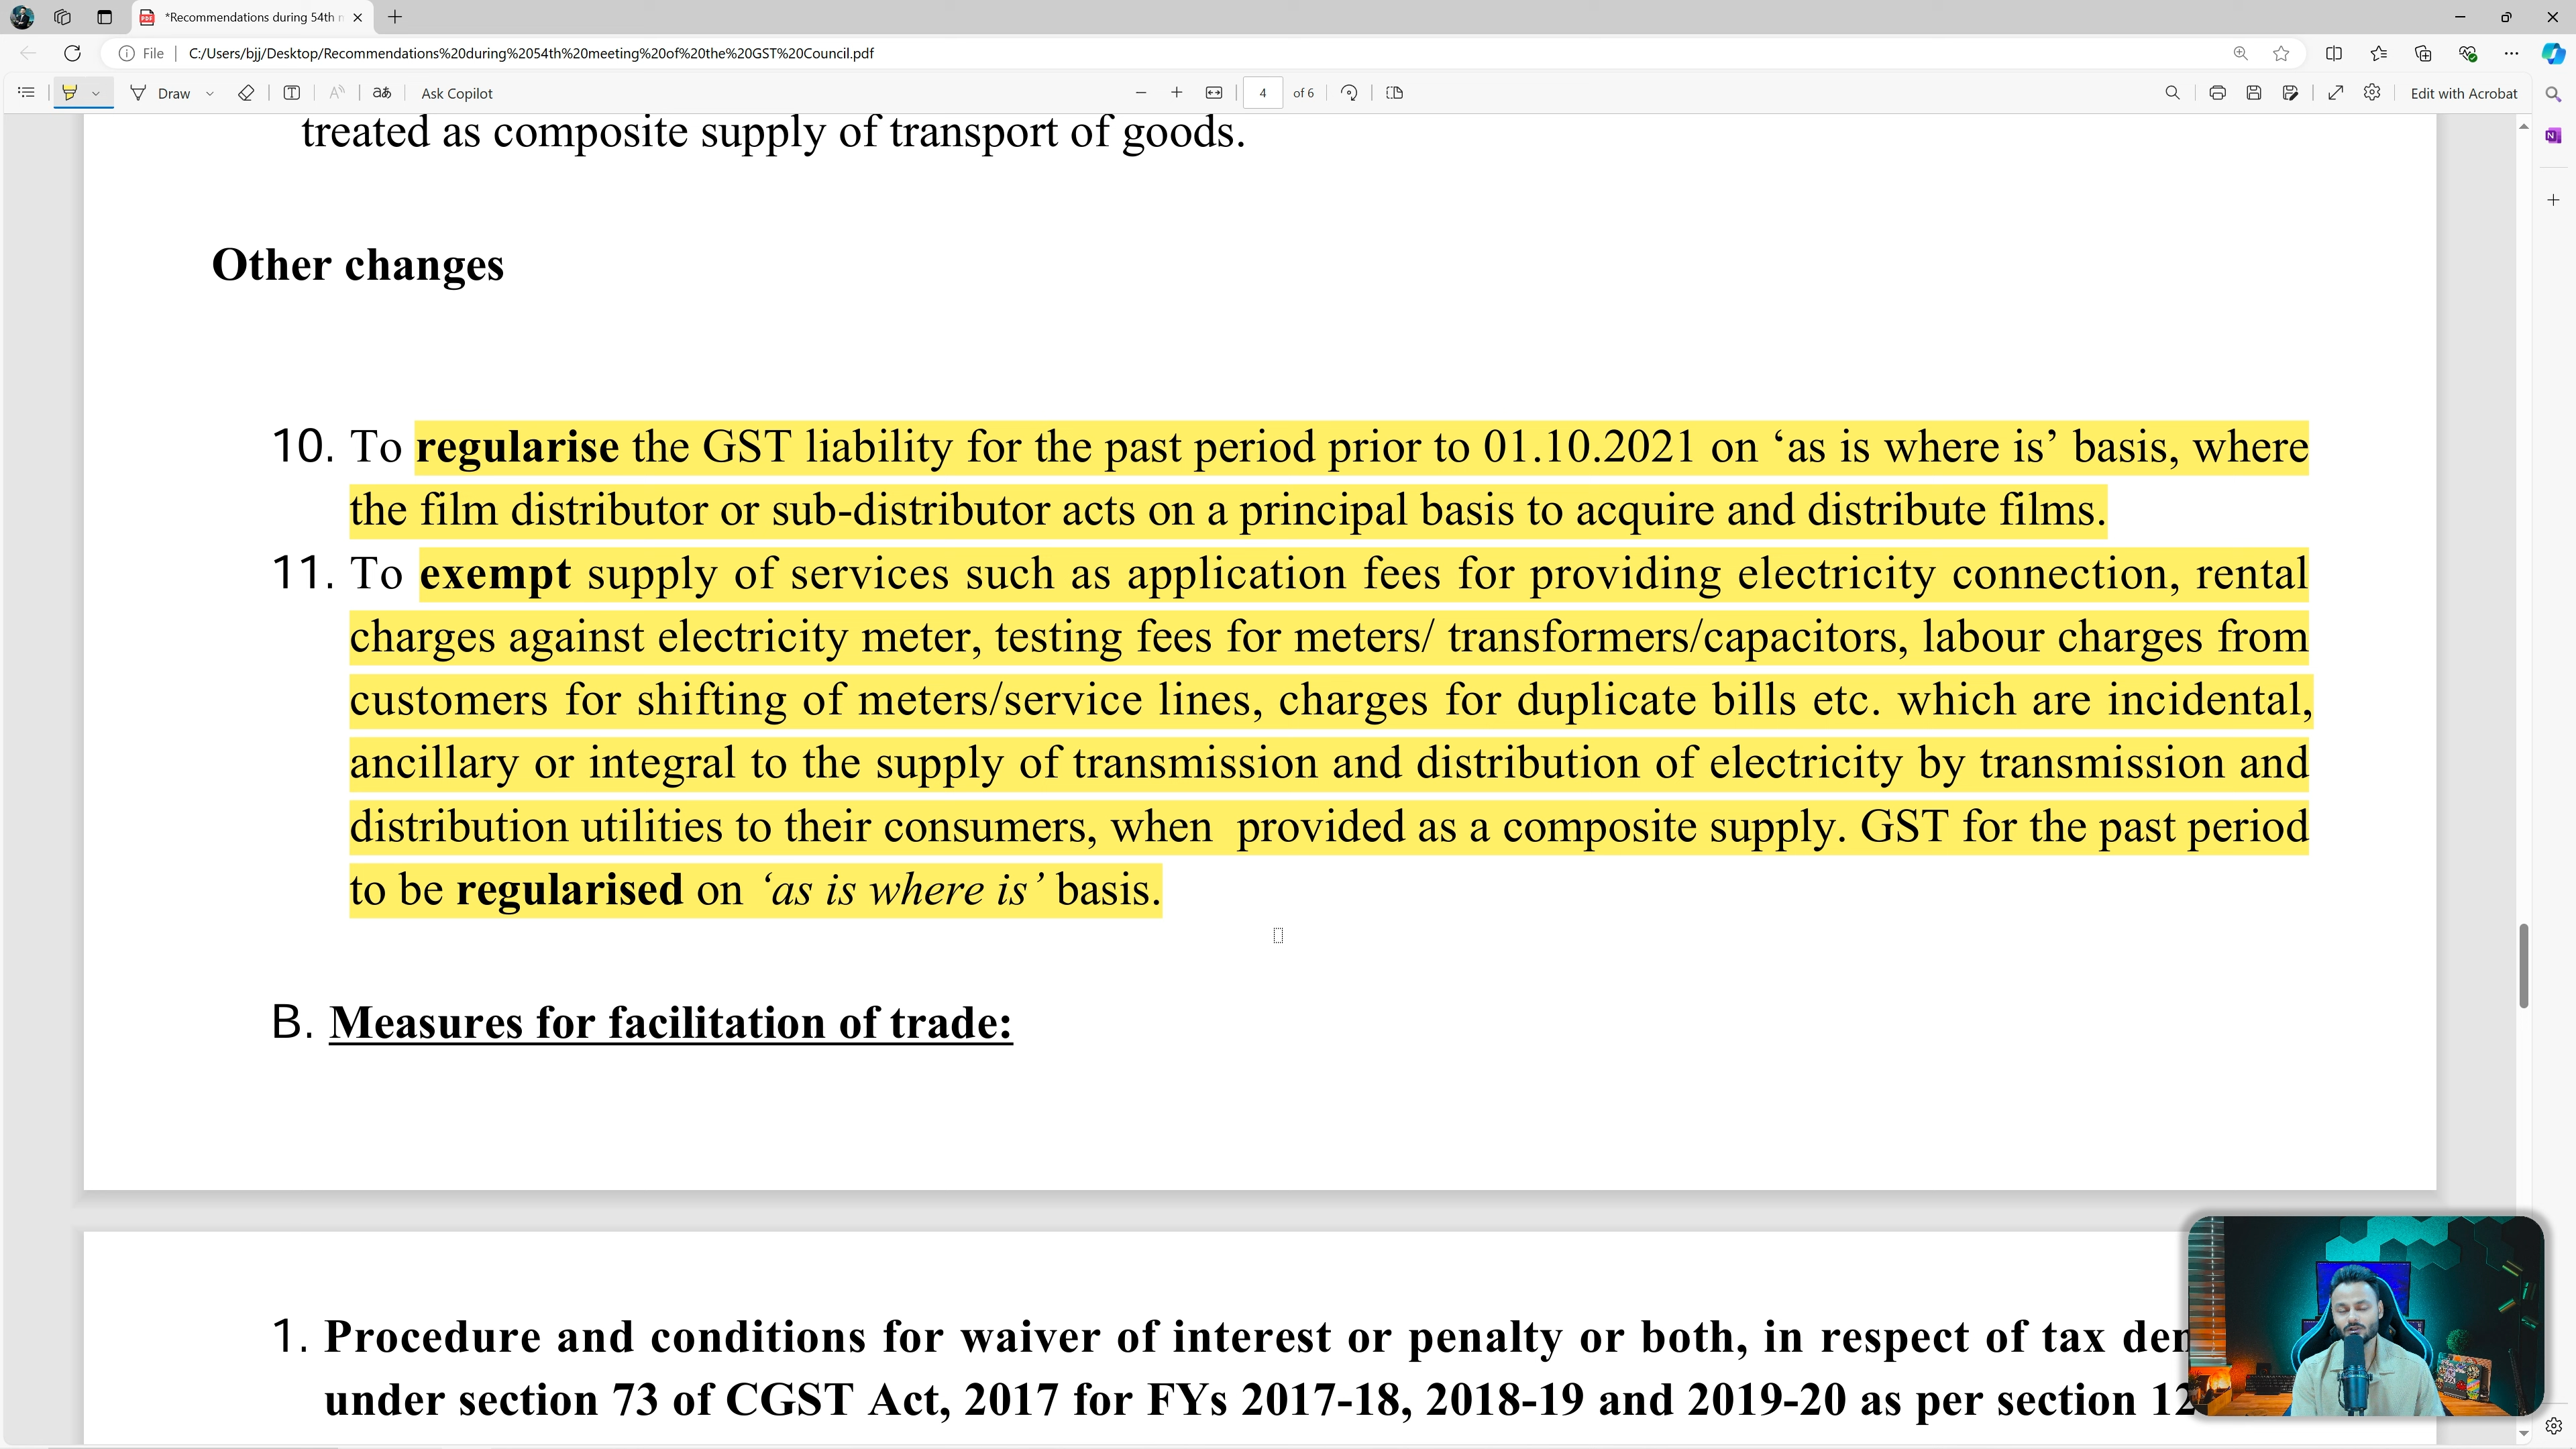 *Recommendations during 54th
File
C:/Users/bjj/Desktop/Recommendations%20during%2054th%20meeting%20of%20the%20GST%20Council.pdf
Draw
aあ
Ask Copilot
4 of 6
Edit with Acrobat
treated as composite supply of transport of goods.
Other changes
10. To regularise the GST liability for the past period prior to 01.10.2021 on ‘as is where is’ basis, where
the film distributor or sub-distributor acts on a principal basis to acquire and distribute films.
11. To exempt supply of services such as application fees for providing electricity connection, rental
charges against electricity meter, testing fees for meters/ transformers/capacitors, labour charges from
customers for shifting of meters/service lines, charges for duplicate bills etc. which are incidental,
ancillary or integral to the supply of transmission and distribution of electricity by transmission and
distribution utilities to their consumers, when provided as a composite supply. GST for the past period
to be regularised on ‘as is where is’ basis.
B. Measures for facilitation of trade:
1. Procedure and conditions for waiver of interest or penalty or both, in respect of tax
under section 73 of CGST Act, 2017 for FYs 2017-18, 2018-19 and 2019-20 as per section